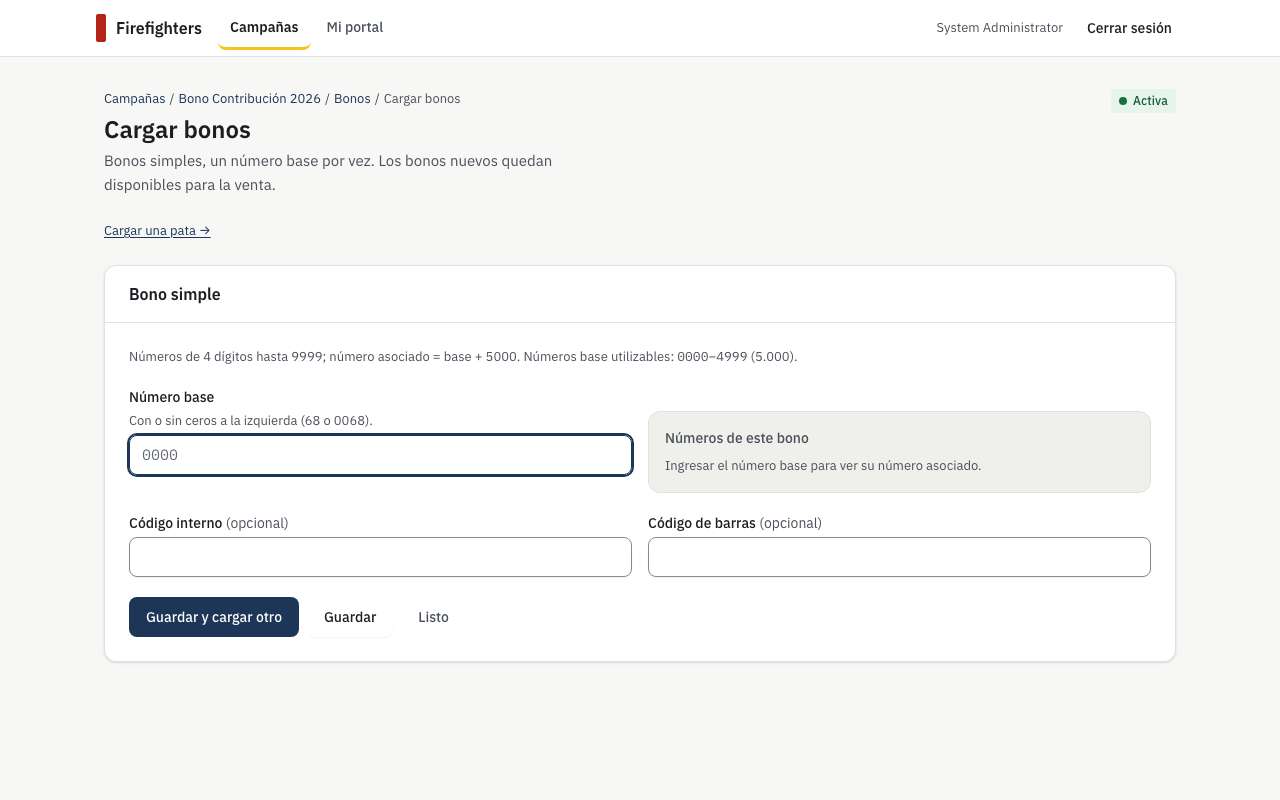 Firefighters Campañas Mi portal System Administrator Cerrar sesión
Campañas / Bono Contribución 2026 / Bonos / Cargar bonos
Activa
Cargar bonos
Bonos simples, un número base por vez. Los bonos nuevos quedan
disponibles para la venta.
Cargar una pata →
Bono simple
Números de 4 dígitos hasta 9999; número asociado = base + 5000. Números base utilizables: 0000–4999 (5.000).
Número base
Con o sin ceros a la izquierda (68 o 0068).
0000
Números de este bono
Ingresar el número base para ver su número asociado.
Código interno (opcional)
Código de barras (opcional)
Guardar y cargar otro Guardar Listo